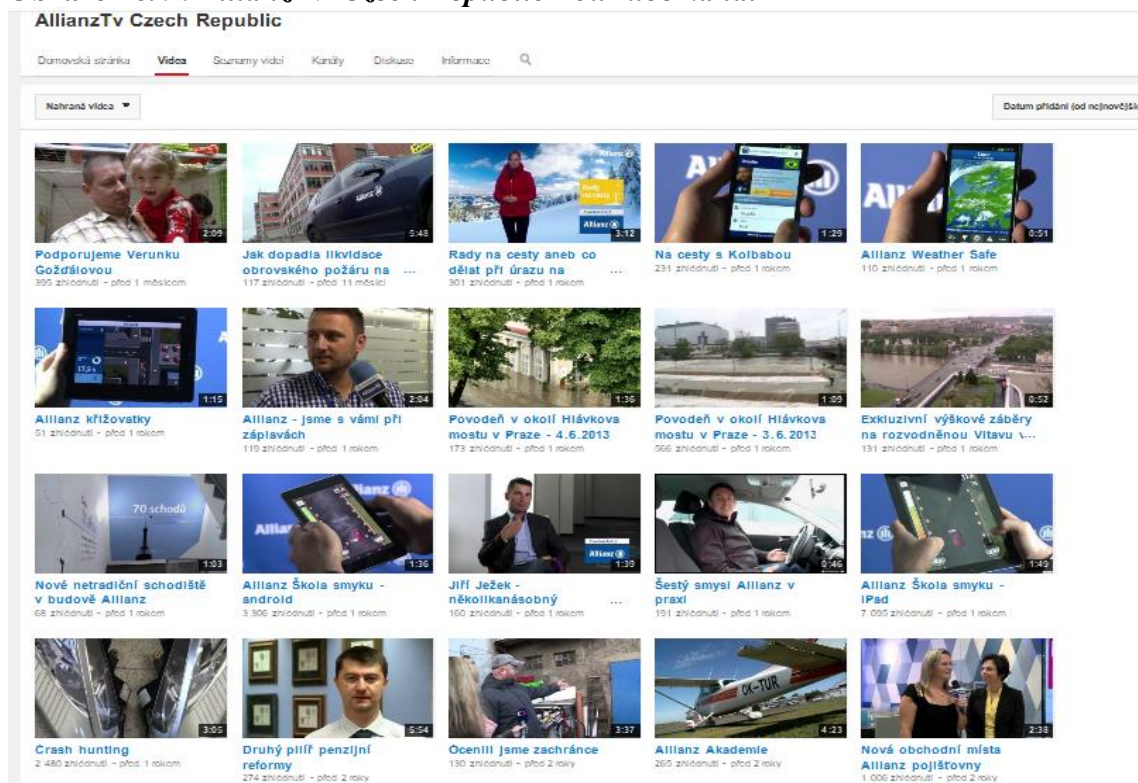 AllianzTv Czech Republic
Domovská stránka Videa Seznamy videí Kanály Diskuse Informace
Nahraná videa Datum přidání (od nejnovější
2:09 5:48 3:12 1:29 0:51
Podporujeme Verunku Gožďálovou
395 zhlédnutí - před 1 měsícem
Jak dopadla likvidace obrovského požáru na ...
117 zhlédnutí - před 11 měsíci
Allianz
Rady na cesty
Allianz
Rady na cesty aneb co dělat při úrazu na ...
301 zhlédnutí - před 1 rokem
Na cesty s Kolbabou
231 zhlédnutí - před 1 rokem
Allianz Weather Safe
110 zhlédnutí - před 1 rokem
1:15 2:04 1:36 1:09 0:52
Allianz křižovatky
51 zhlédnutí - před 1 rokem
Allianz - jsme s vámi při záplavách
119 zhlédnutí - před 1 rokem
Povodeň v okolí Hlávkova mostu v Praze - 4.6.2013
173 zhlédnutí - před 1 rokem
Povodeň v okolí Hlávkova mostu v Praze - 3.6.2013
566 zhlédnutí - před 1 rokem
Exkluzivní výškové záběry na rozvodněnou Vltavu v...
131 zhlédnutí - před 1 rokem
70 schodů
1:03 1:36 1:39 0:46 1:49
Nové netradiční schodiště v budově Allianz
68 zhlédnutí - před 1 rokem
Allianz Škola smyku - android
3 306 zhlédnutí - před 1 rokem
Allianz
Jiří Ježek - několikanásobný ...
160 zhlédnutí - před 1 rokem
Šestý smysl Allianz v praxi
191 zhlédnutí - před 1 rokem
Allianz Škola smyku - iPad
7 095 zhlédnutí - před 1 rokem
3:05 5:54 3:37 4:23 2:38
Crash hunting
2 480 zhlédnutí - před 1 rokem
Druhý pilíř penzijní reformy
274 zhlédnutí - před 2 roky
Ocenili jsme zachránce
130 zhlédnutí - před 2 roky
OK-TUR
Allianz Akademie
265 zhlédnutí - před 2 roky
Nová obchodní místa Allianz pojišťovny
1 006 zhlédnutí - před 2 roky